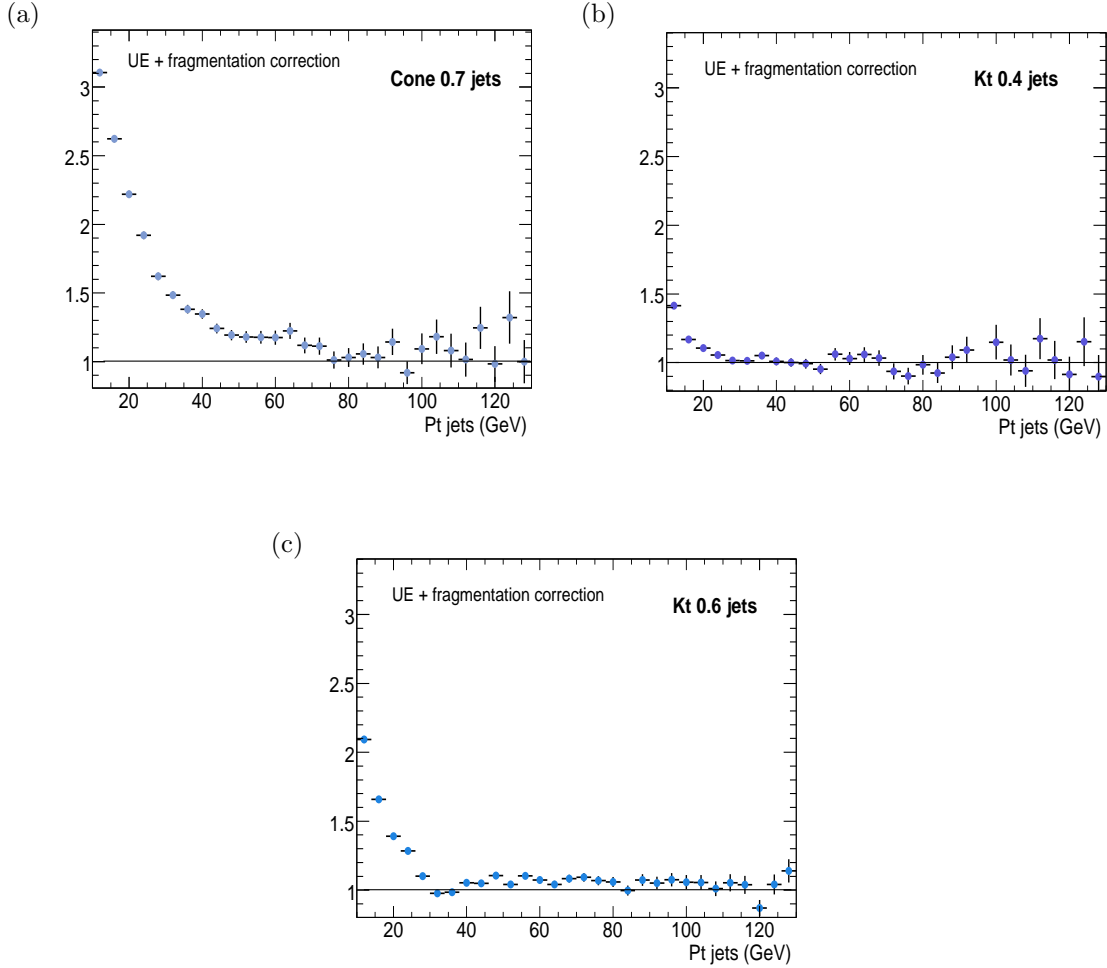 (a)
UE + fragmentation correction
Cone 0.7 jets
3
2.5
2
1.5
1
20 40 60 80 100 120
Pt jets (GeV)
(b)
UE + fragmentation correction
Kt 0.4 jets
3
2.5
2
1.5
1
20 40 60 80 100 120
Pt jets (GeV)
(c)
UE + fragmentation correction
Kt 0.6 jets
3
2.5
2
1.5
1
20 40 60 80 100 120
Pt jets (GeV)